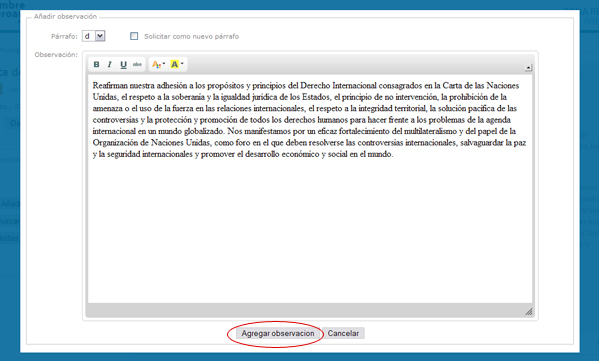 Añadir observación
Párrafo: d Solicitar como nuevo párrafo
Observación:
B I U abc A A
Reafirman nuestra adhesión a los propósitos y principios del Derecho Internacional consagrados en la Carta de las Naciones
Unidas, el respeto a la soberania y la igualdad jurídica de los Estados, el principio de no intervención, la prohibición de la
amenaza o el uso de la fuerza en las relaciones internacionales, el respeto a la integridad territorial, la solución pacifica de las
controversias y la protección y promoción de todos los derechos humanos para hacer frente a los problemas de la agenda
internacional en un mundo globalizado. Nos manifestamos por un eficaz fortalecimiento del multilateralismo y del papel de la
Organización de Naciones Unidas, como foro en el que deben resolverse las controversias internacionales, salvaguardar la paz
y la seguridad internacionales y promover el desarrollo económico y social en el mundo.
Agregar observacion Cancelar